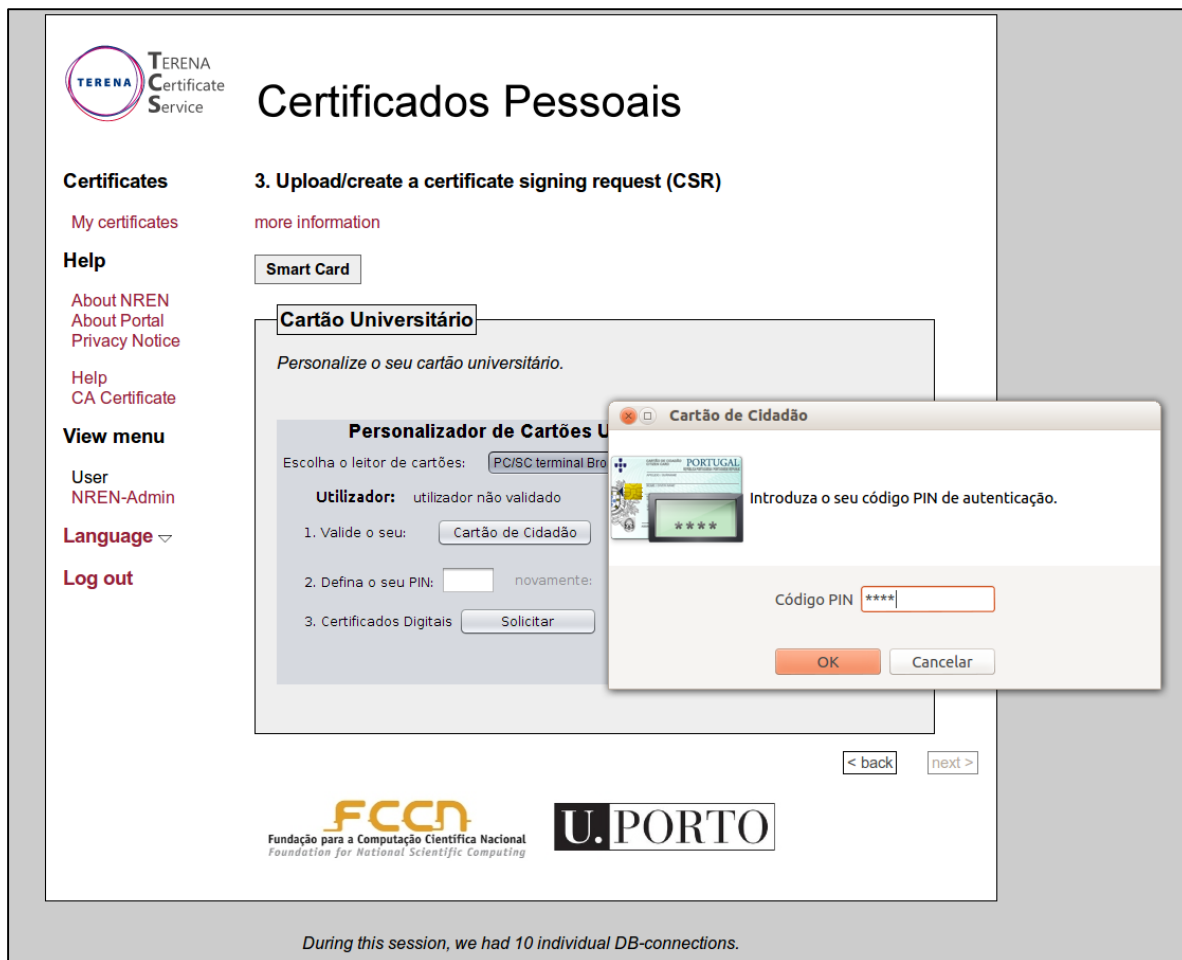 TERENA
TERENA
Certificate
Service
Certificados Pessoais
Certificates
My certificates
Help
About NREN
About Portal
Privacy Notice
Help
CA Certificate
View menu
User
NREN-Admin
Language
Log out
3. Upload/create a certificate signing request (CSR)
more information
Smart Card
Cartão Universitário
Personalize o seu cartão universitário.
Personalizador de Cartões U
Escolha o leitor de cartões: PC/SC terminal Bro
Utilizador: utilizador não validado
1. Valide o seu: Cartão de Cidadão
2. Defina o seu PIN: novamente:
3. Certificados Digitais Solicitar
Cartão de Cidadão
PORTUGAL
****
Introduza o seu código PIN de autenticação.
Código PIN ****
OK Cancelar
< back next >
FCCN
Fundação para a Computação Científica Nacional
Foundation for National Scientific Computing
U. PORTO
During this session, we had 10 individual DB-connections.